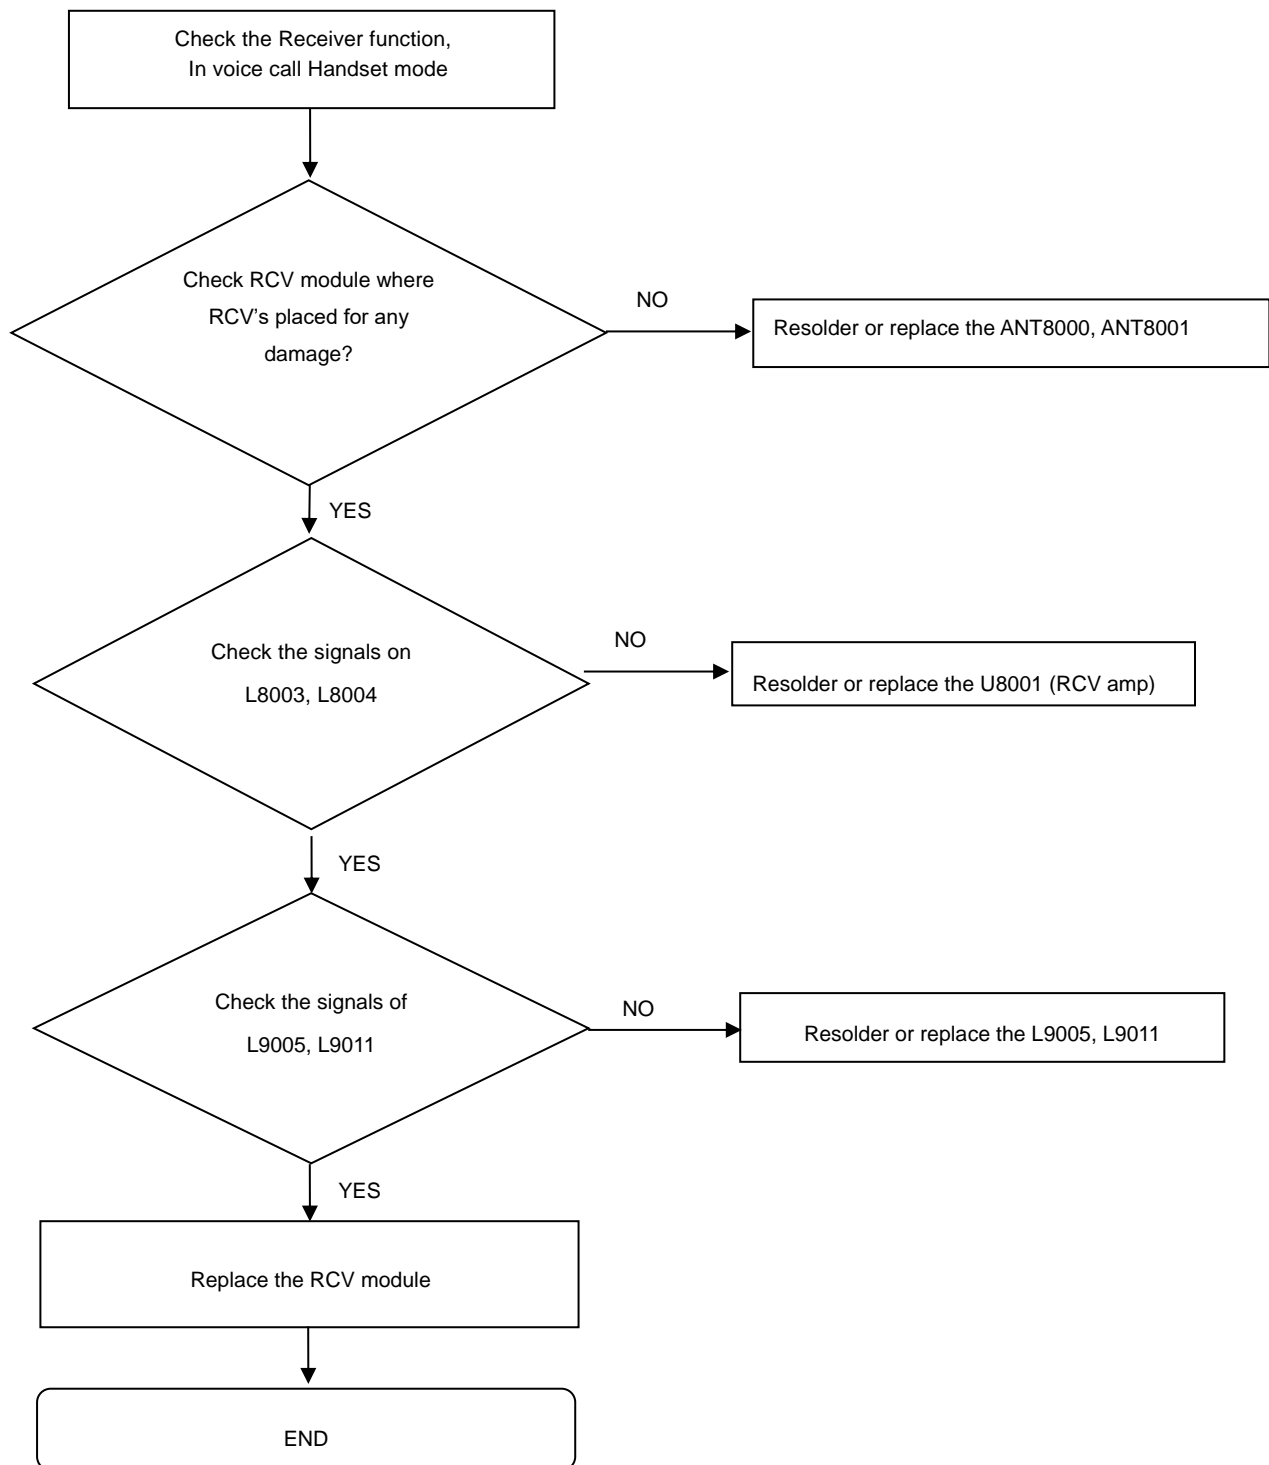 Check the Receiver function,
In voice call Handset mode
Check RCV module where
RCV’s placed for any
damage?
NO
Resolder or replace the ANT8000, ANT8001
YES
Check the signals on
L8003, L8004
NO
Resolder or replace the U8001 (RCV amp)
YES
Check the signals of
L9005, L9011
NO
Resolder or replace the L9005, L9011
YES
Replace the RCV module
END